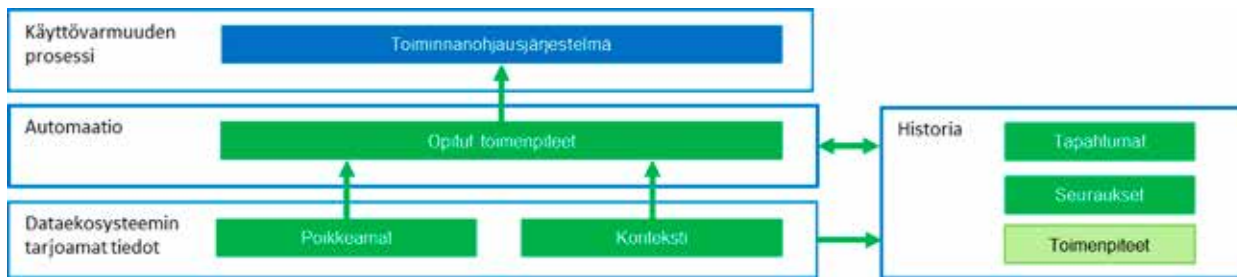 Käyttövarmuuden
prosessi
Toiminnanohjausjärjestelmä
Automaatio
Opitut toimenpiteet
Historia
Tapahtumat
Seuraukset
Toimenpiteet
Dataekosysteemin
tarjoamat tiedot
Poikkeamat
Konteksti